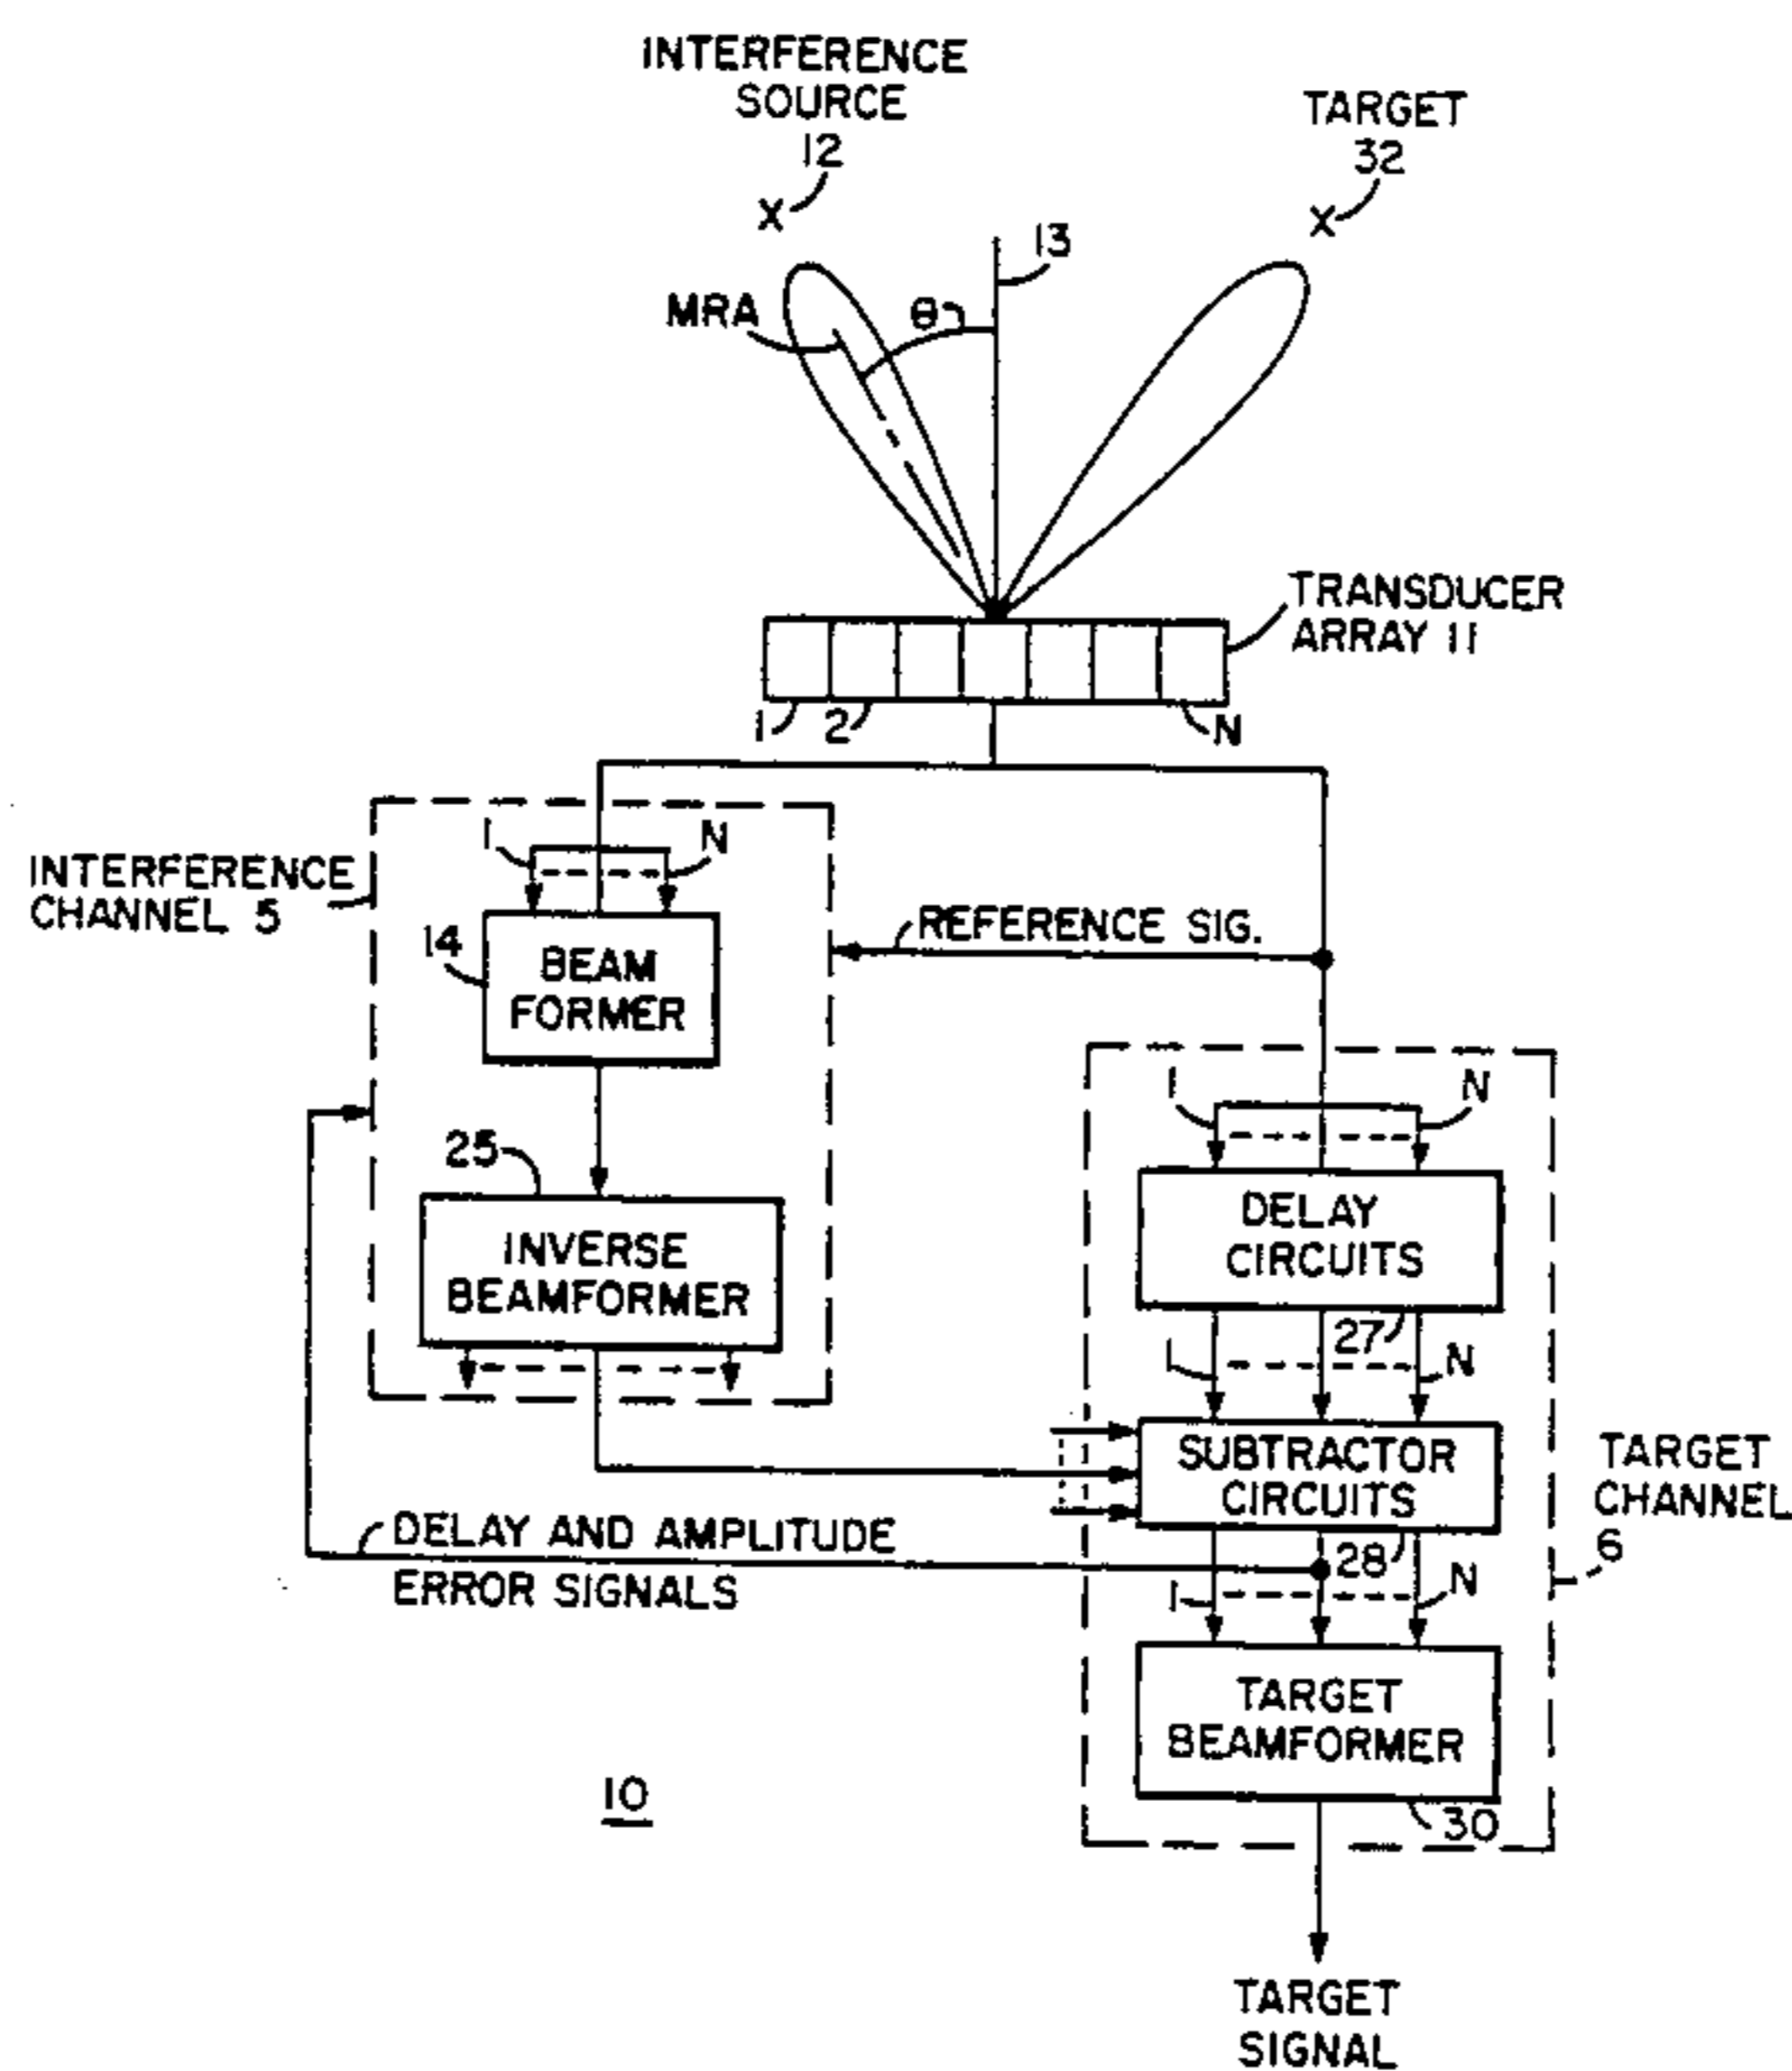 INTERFERENCE
SOURCE
12
X
TARGET
32
X
13
MRA
θ
TRANSDUCER
ARRAY 11
1
2
N
INTERFERENCE
CHANNEL 5
1
N
14
BEAM
FORMER
REFERENCE SIG.
25
INVERSE
BEAMFORMER
1
N
DELAY
CIRCUITS
27
1
N
SUBTRACTOR
CIRCUITS
28
TARGET
CHANNEL
6
DELAY AND AMPLITUDE
ERROR SIGNALS
1
N
TARGET
BEAMFORMER
30
10
TARGET
SIGNAL